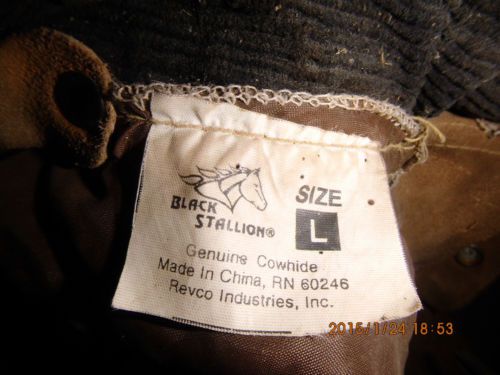 BLACK
STALLION®
SIZE
L
Genuine Cowhide
Made In China, RN 60246
Revco Industries, Inc.
2015/1/24 18:53